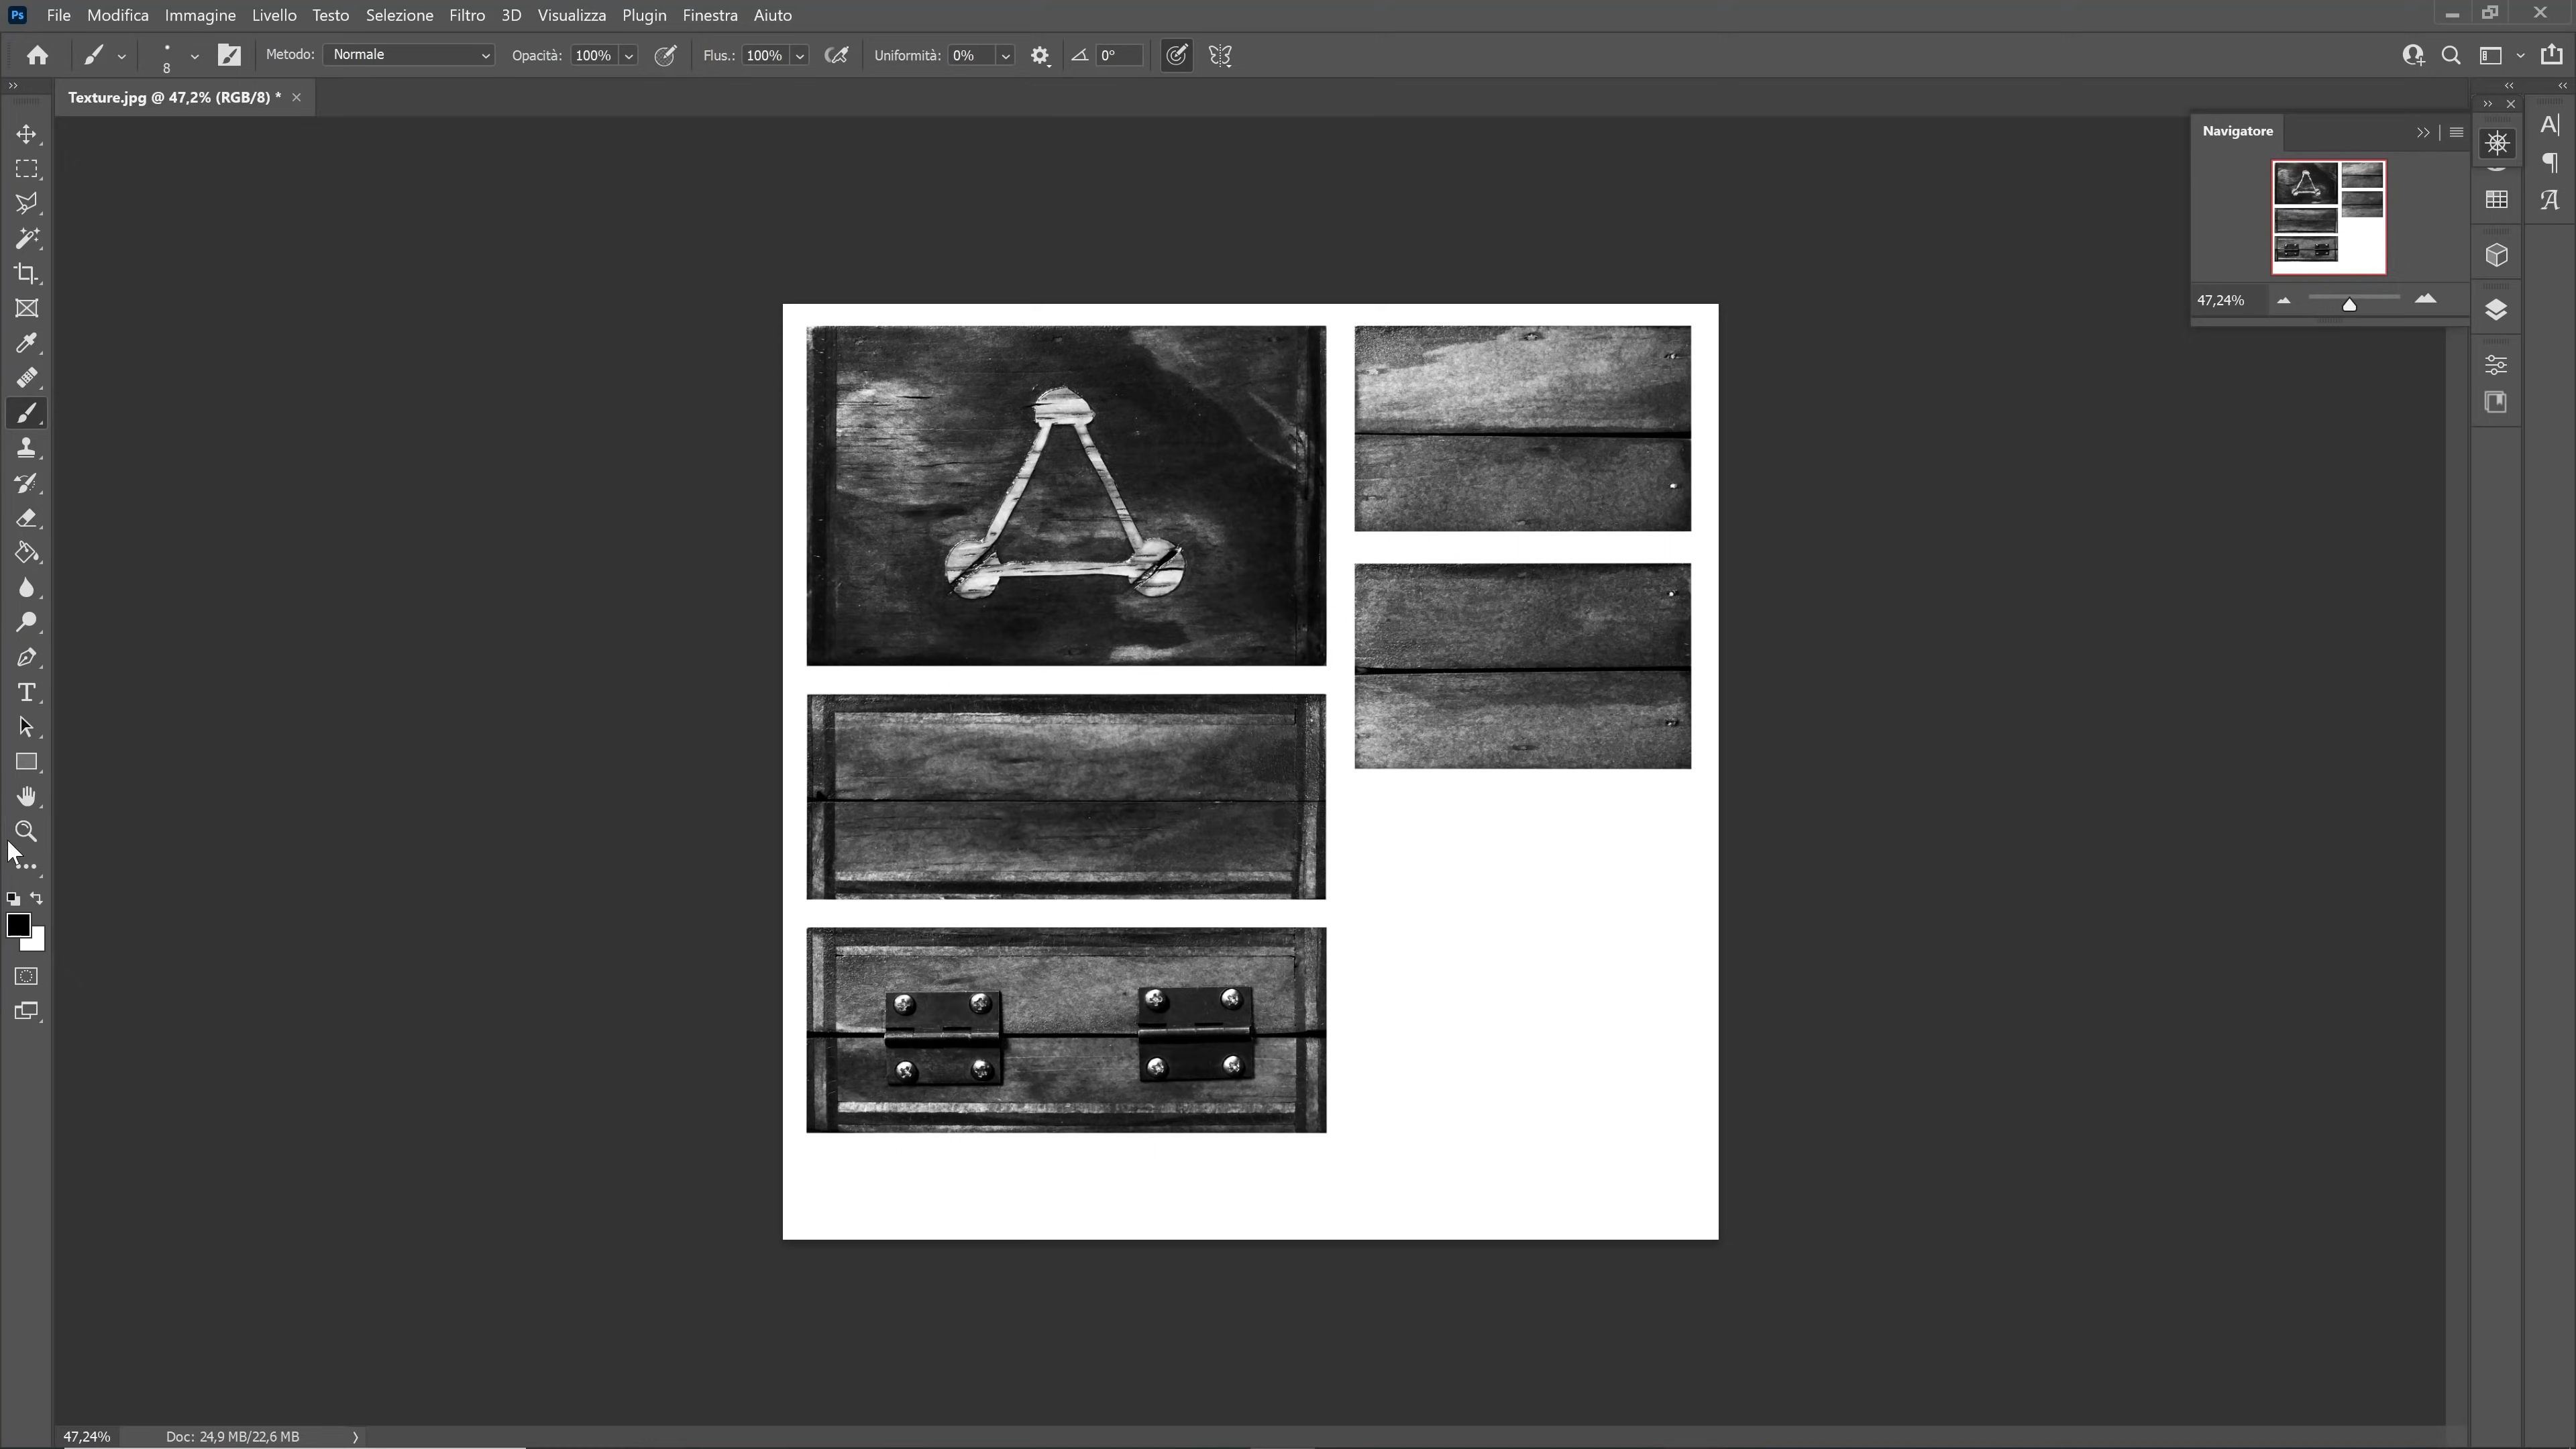 Ps File Modifica Immagine Livello Testo Selezione Filtro 3D Visualizza Plugin Finestra Aiuto
8 Metodo: Normale Opacità: 100% Flus.: 100% Uniformità: 0% 0°
Texture.jpg @ 47,2% (RGB/8) *
Navigatore
47,24%
47,24% Doc: 24,9 MB/22,6 MB